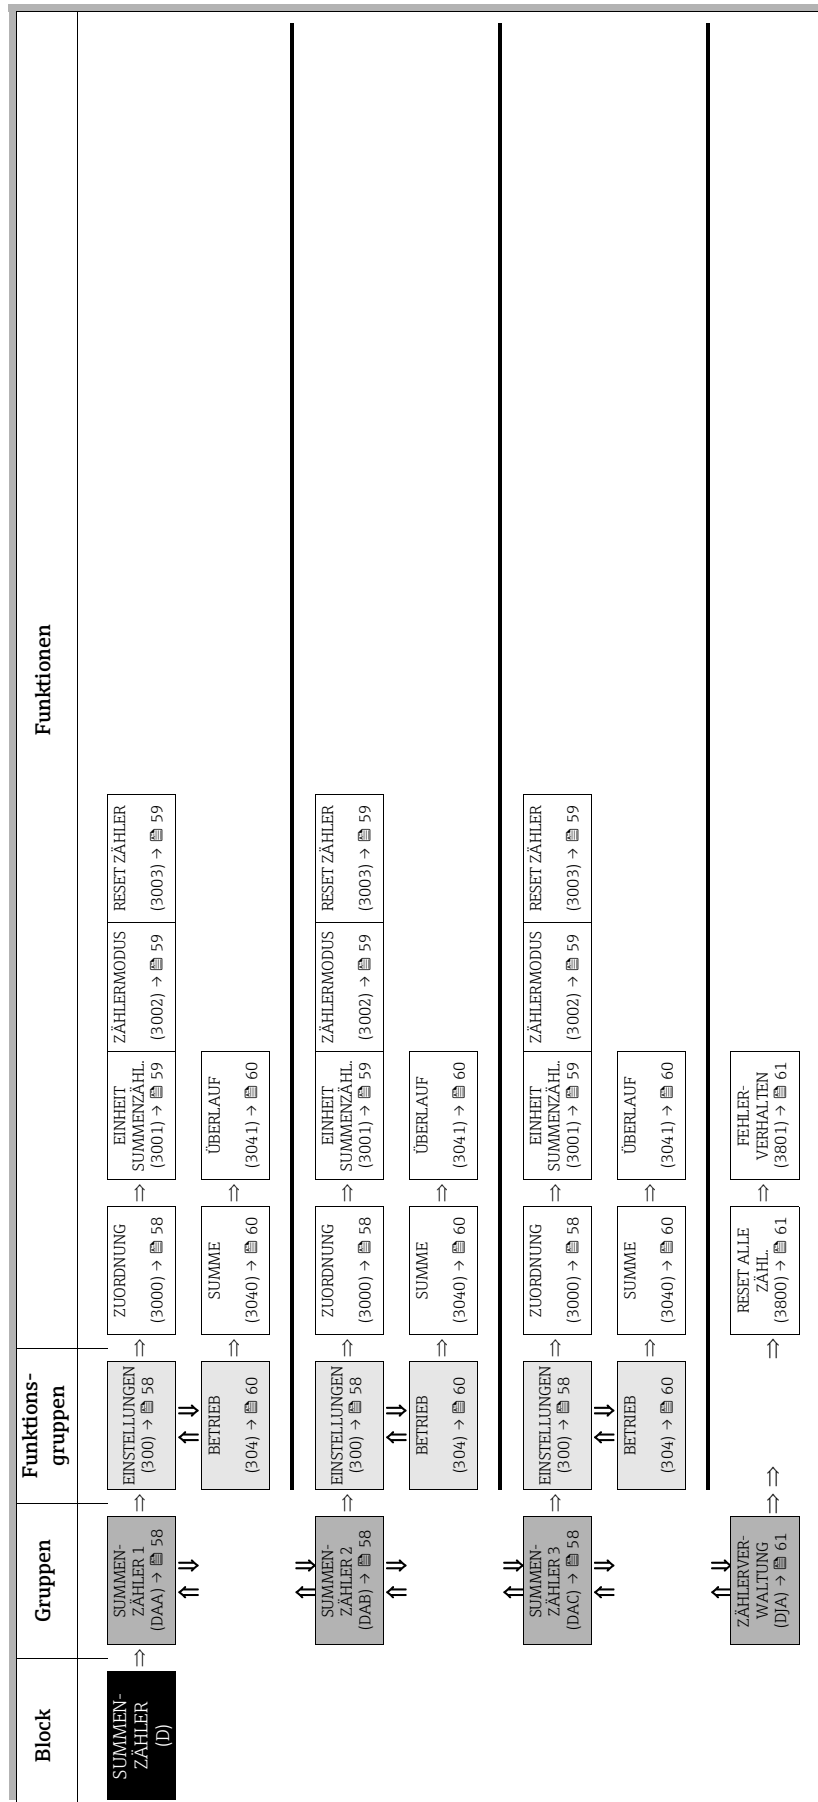 Block
Gruppen
Funktions-
gruppen
Funktionen
SUMMEN-
ZÄHLER
(D)
⇒
SUMMEN-
ZÄHLER 1
(DAA) → 58
⇒
EINSTELLUNGEN
(300) → 58
⇒
ZUORDNUNG
(3000) → 58
⇒
EINHEIT
SUMMENZÄHL.
(3001) → 59
ZÄHLERMODUS
(3002) → 59
RESET ZÄHLER
(3003) → 59
BETRIEB
(304) → 60
⇒
SUMME
(3040) → 60
⇒
ÜBERLAUF
(3041) → 60
SUMMEN-
ZÄHLER 2
(DAB) → 58
⇒
EINSTELLUNGEN
(300) → 58
⇒
ZUORDNUNG
(3000) → 58
⇒
EINHEIT
SUMMENZÄHL.
(3001) → 59
ZÄHLERMODUS
(3002) → 59
RESET ZÄHLER
(3003) → 59
BETRIEB
(304) → 60
⇒
SUMME
(3040) → 60
⇒
ÜBERLAUF
(3041) → 60
SUMMEN-
ZÄHLER 3
(DAC) → 58
⇒
EINSTELLUNGEN
(300) → 58
⇒
ZUORDNUNG
(3000) → 58
⇒
EINHEIT
SUMMENZÄHL.
(3001) → 59
ZÄHLERMODUS
(3002) → 59
RESET ZÄHLER
(3003) → 59
BETRIEB
(304) → 60
⇒
SUMME
(3040) → 60
⇒
ÜBERLAUF
(3041) → 60
ZÄHLERVER-
WALTUNG
(DJA) → 61
⇒ ⇒
⇒
RESET ALLE
ZÄHL.
(3800) → 61
⇒
FEHLER-
VERHALTEN
(3801) → 61